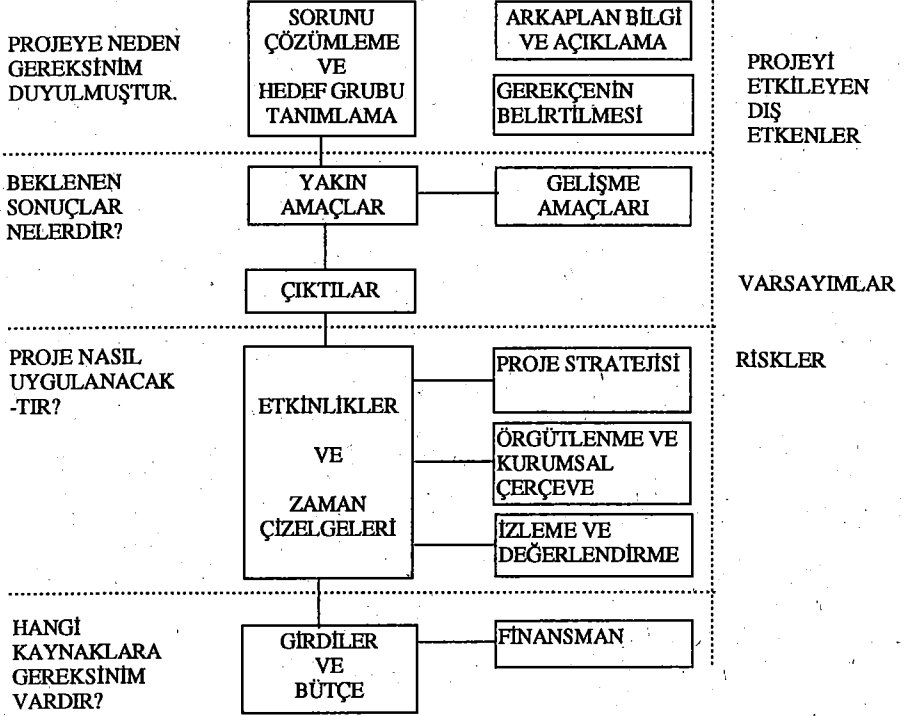 PROJEYE NEDEN
GEREKSİNİM
DUYULMUŞTUR.
SORUNU
ÇÖZÜMLEME
VE
HEDEF GRUBU
TANIMLAMA
ARKAPLAN BİLGİ
VE AÇIKLAMA
GEREKÇENİN
BELİRTİLMESİ
PROJEYİ
ETKİLEYEN
DIŞ
ETKENLER
BEKLENEN
SONUÇLAR
NELERDİR?
YAKIN
AMAÇLAR
GELİŞME
AMAÇLARI
ÇIKTILAR
VARSAYIMLAR
PROJE NASIL
UYGULANACAK
-TIR?
ETKİNLİKLER
VE
ZAMAN
ÇİZELGELERİ
PROJE STRATEJİSİ
ÖRGÜTLENME VE
KURUMSAL
ÇERÇEVE
İZLEME VE
DEĞERLENDİRME
RİSKLER
HANGİ
KAYNAKLARA
GEREKSİNİM
VARDIR?
GİRDİLER
VE
BÜTÇE
FİNANSMAN